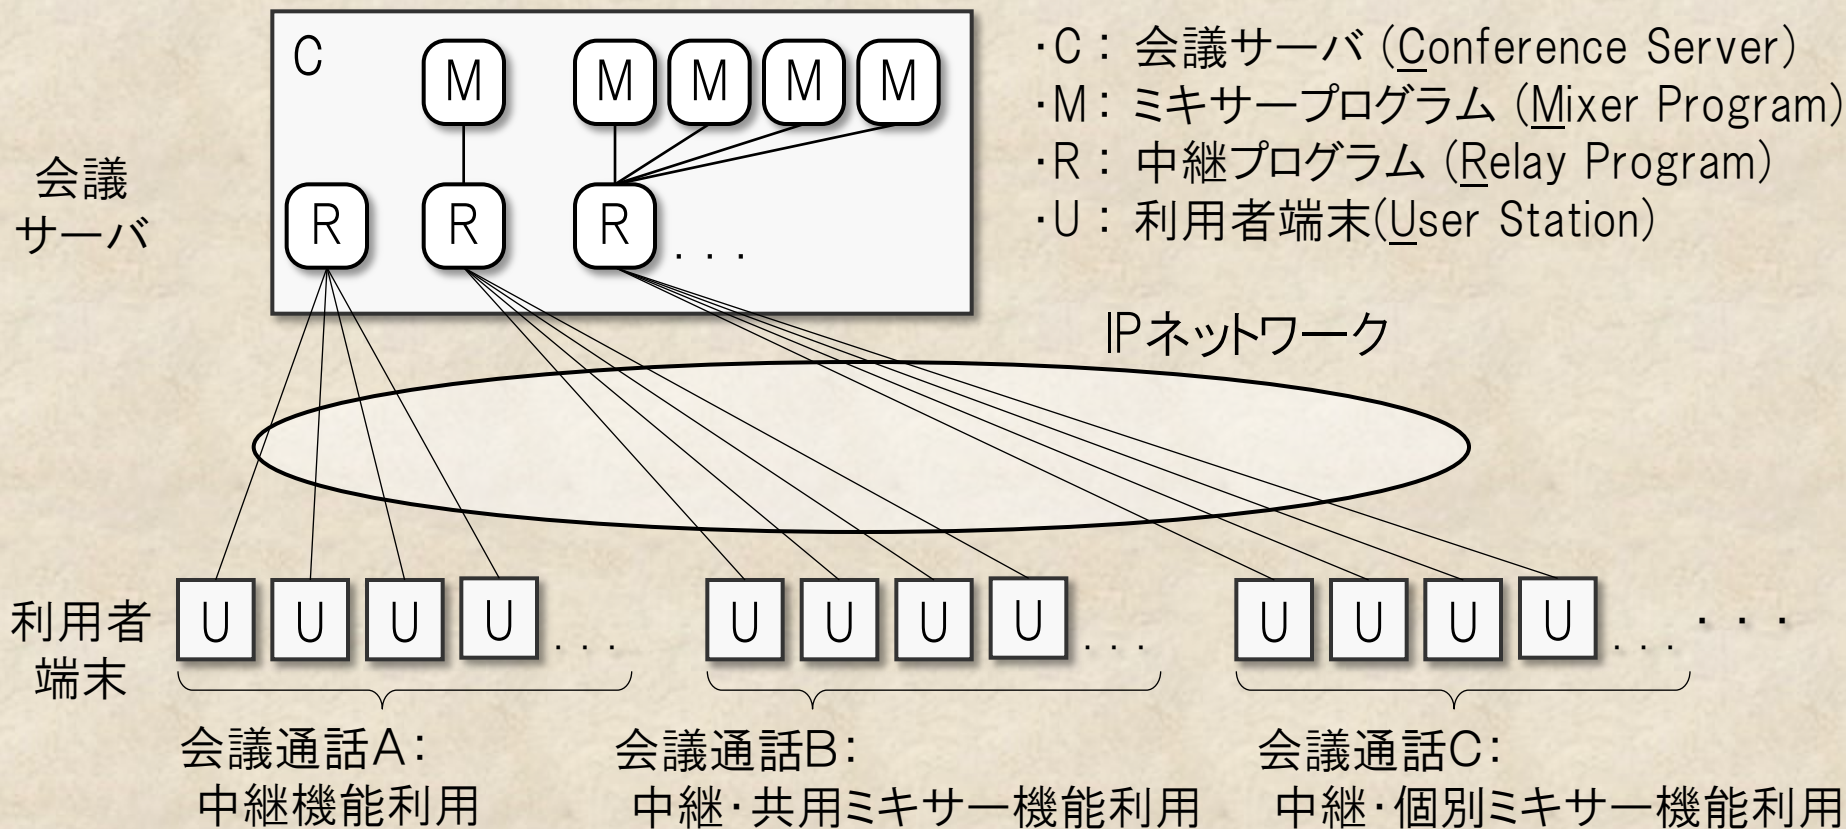 C
M M M M M
R R R ...
・C： 会議サーバ (Conference Server)
・M： ミキサープログラム (Mixer Program)
・R： 中継プログラム (Relay Program)
・U： 利用者端末(User Station)
会議
サーバ
IPネットワーク
利用者
端末
U U U U ... U U U U ... U U U U ... ・・・
会議通話A：
中継機能利用
会議通話B：
中継・共用ミキサー機能利用
会議通話C：
中継・個別ミキサー機能利用